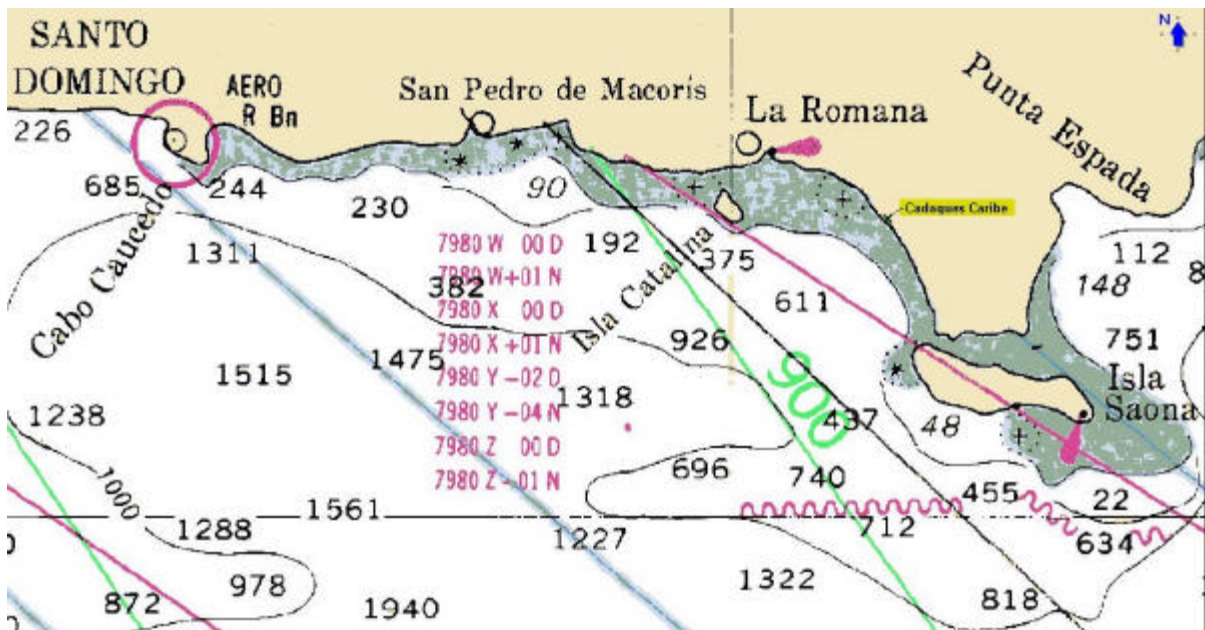 N
SANTO
DOMINGO
AERO
R Bn
San Pedro de Macorís
La Romana
Punta Espada
226
685
244
230
90
Cadaques Caribe
192
375
112
8
148
7980 W 00 D
7980 W+01 N
7980 X 00 D
7980 X +01 N
7980 Y -02 D
7980 Y -04 N
7980 Z 00 D
7980 Z -01 N
Cabo Caucedo
1311
382
Isla Catalina
611
926
751
1475
1515
1318
900
437
48
Isla
Saona
1238
696
740
455
22
1000
1561
1288
1227
712
634
978
872
1940
1322
818